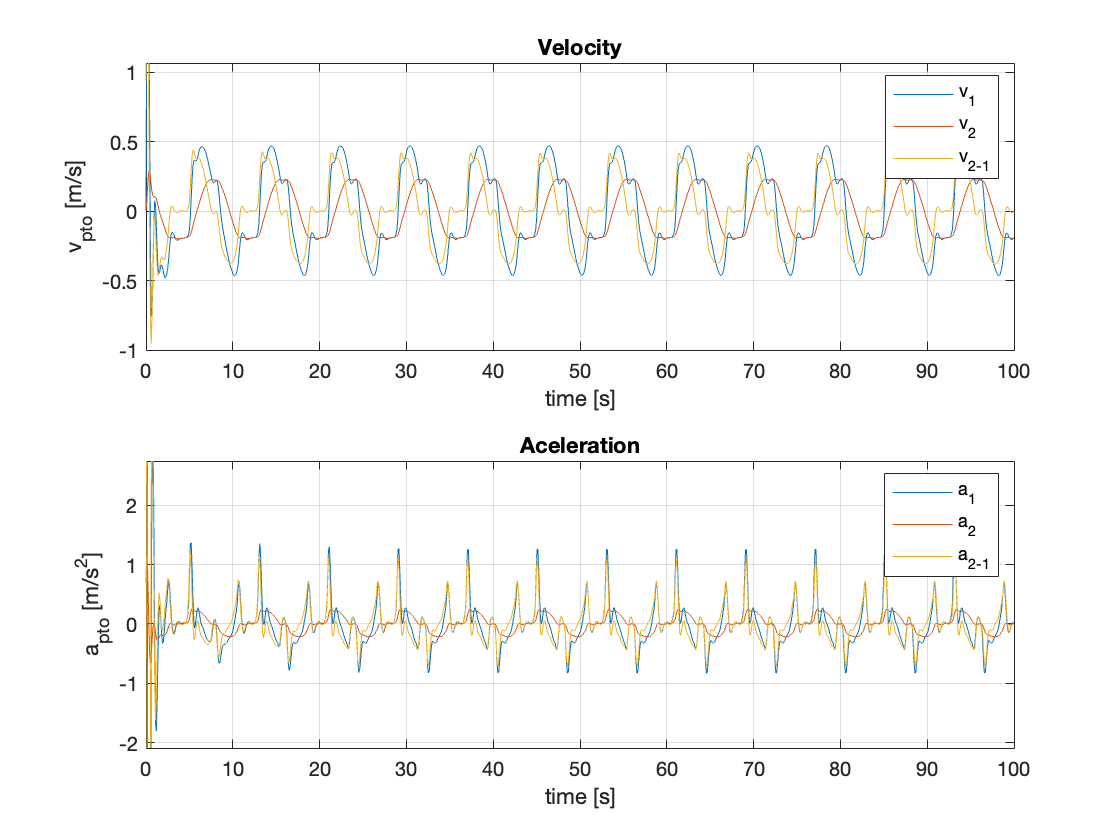 Velocity
v_pto [m/s]
1
0.5
0
-0.5
-1
v_1
v_2
v_2-1
0 10 20 30 40 50 60 70 80 90 100
time [s]
Aceleration
a_pto [m/s^2]
2
1
0
-1
-2
a_1
a_2
a_2-1
0 10 20 30 40 50 60 70 80 90 100
time [s]